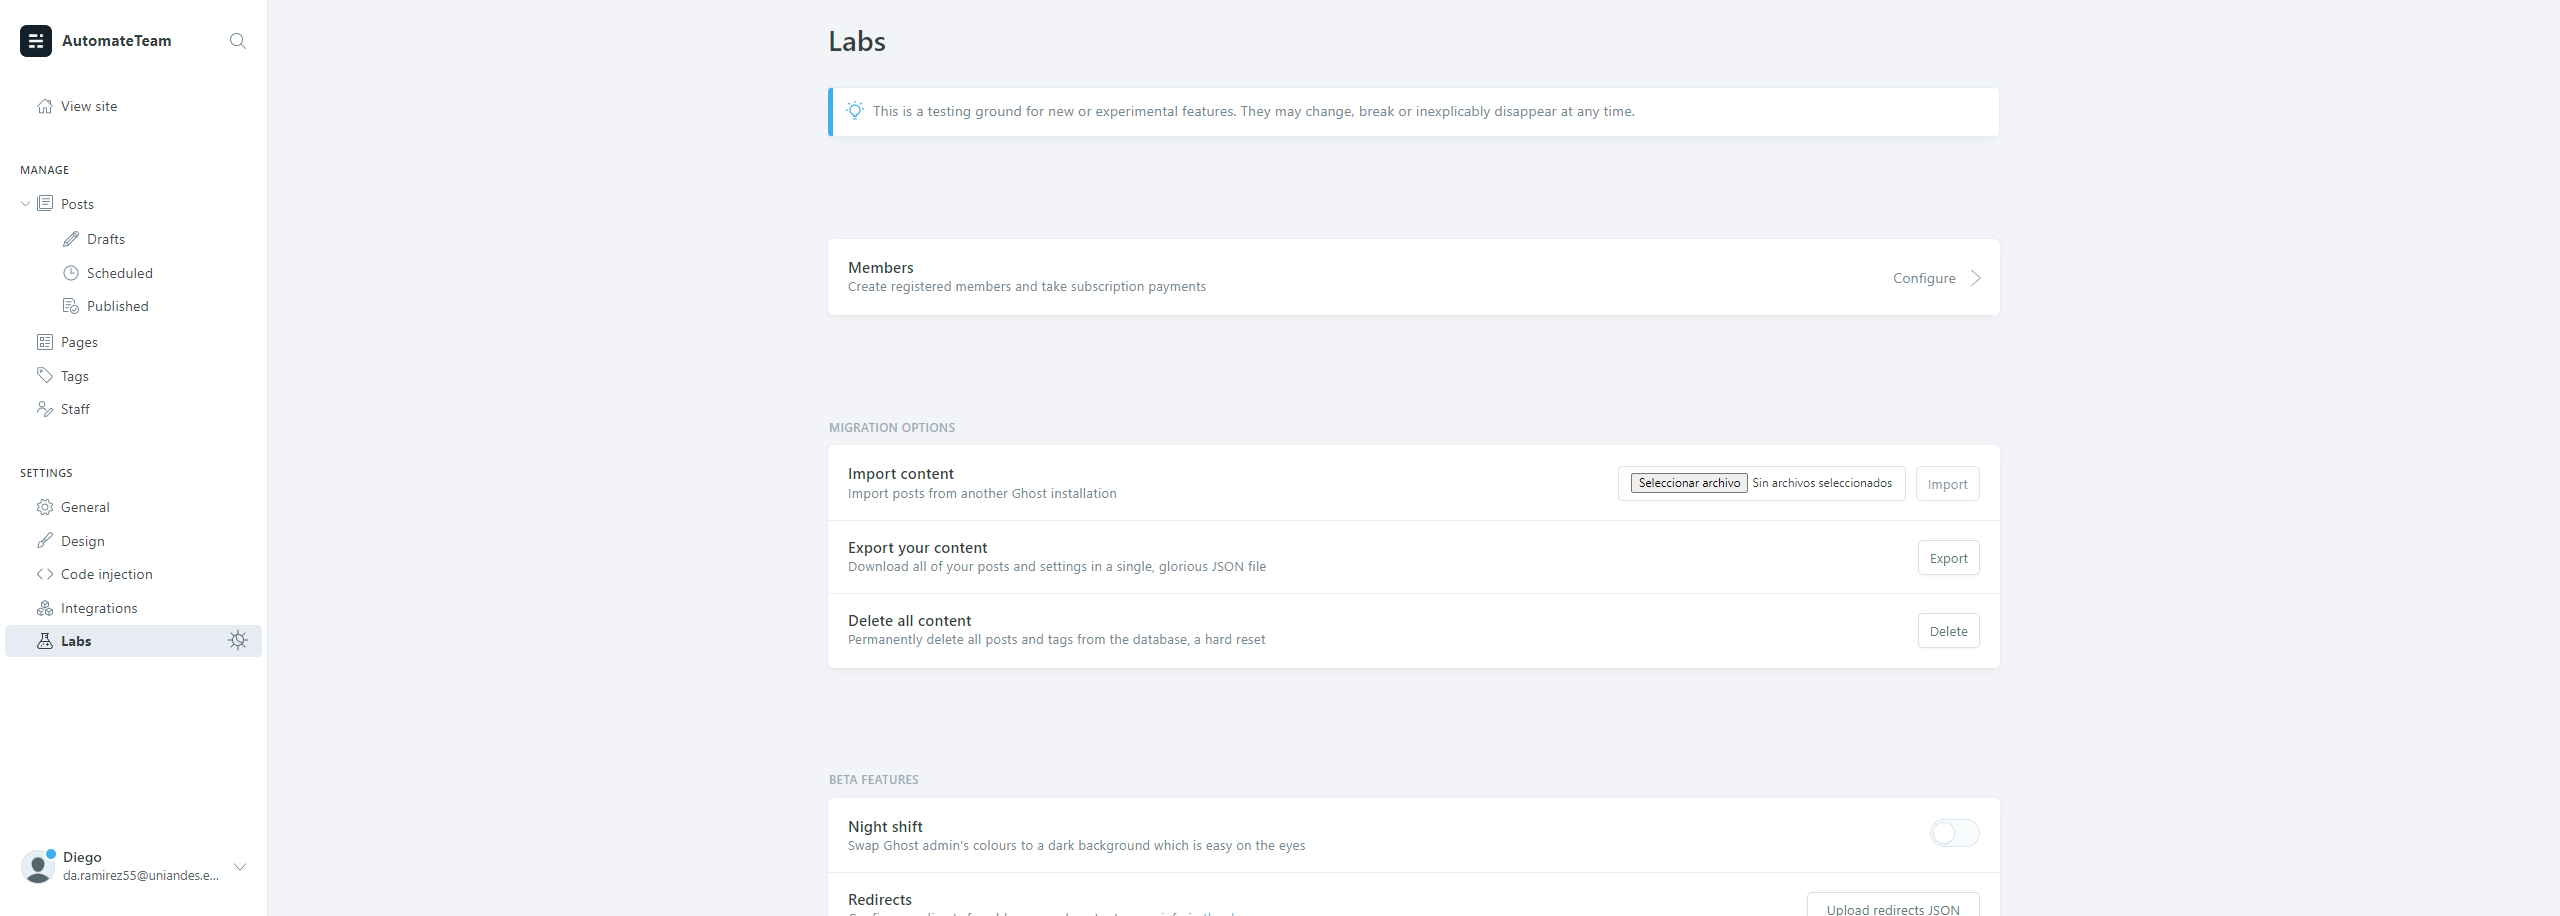 AutomateTeam
View site
MANAGE
Posts
Drafts
Scheduled
Published
Pages
Tags
Staff
SETTINGS
General
Design
Code injection
Integrations
Labs
Diego
da.ramirez55@uniandes.e...
Labs
This is a testing ground for new or experimental features. They may change, break or inexplicably disappear at any time.
Members
Create registered members and take subscription payments
Configure
MIGRATION OPTIONS
Import content
Import posts from another Ghost installation
Seleccionar archivo Sin archivos seleccionados
Import
Export your content
Download all of your posts and settings in a single, glorious JSON file
Export
Delete all content
Permanently delete all posts and tags from the database, a hard reset
Delete
BETA FEATURES
Night shift
Swap Ghost admin's colours to a dark background which is easy on the eyes
Redirects
Upload redirects JSON